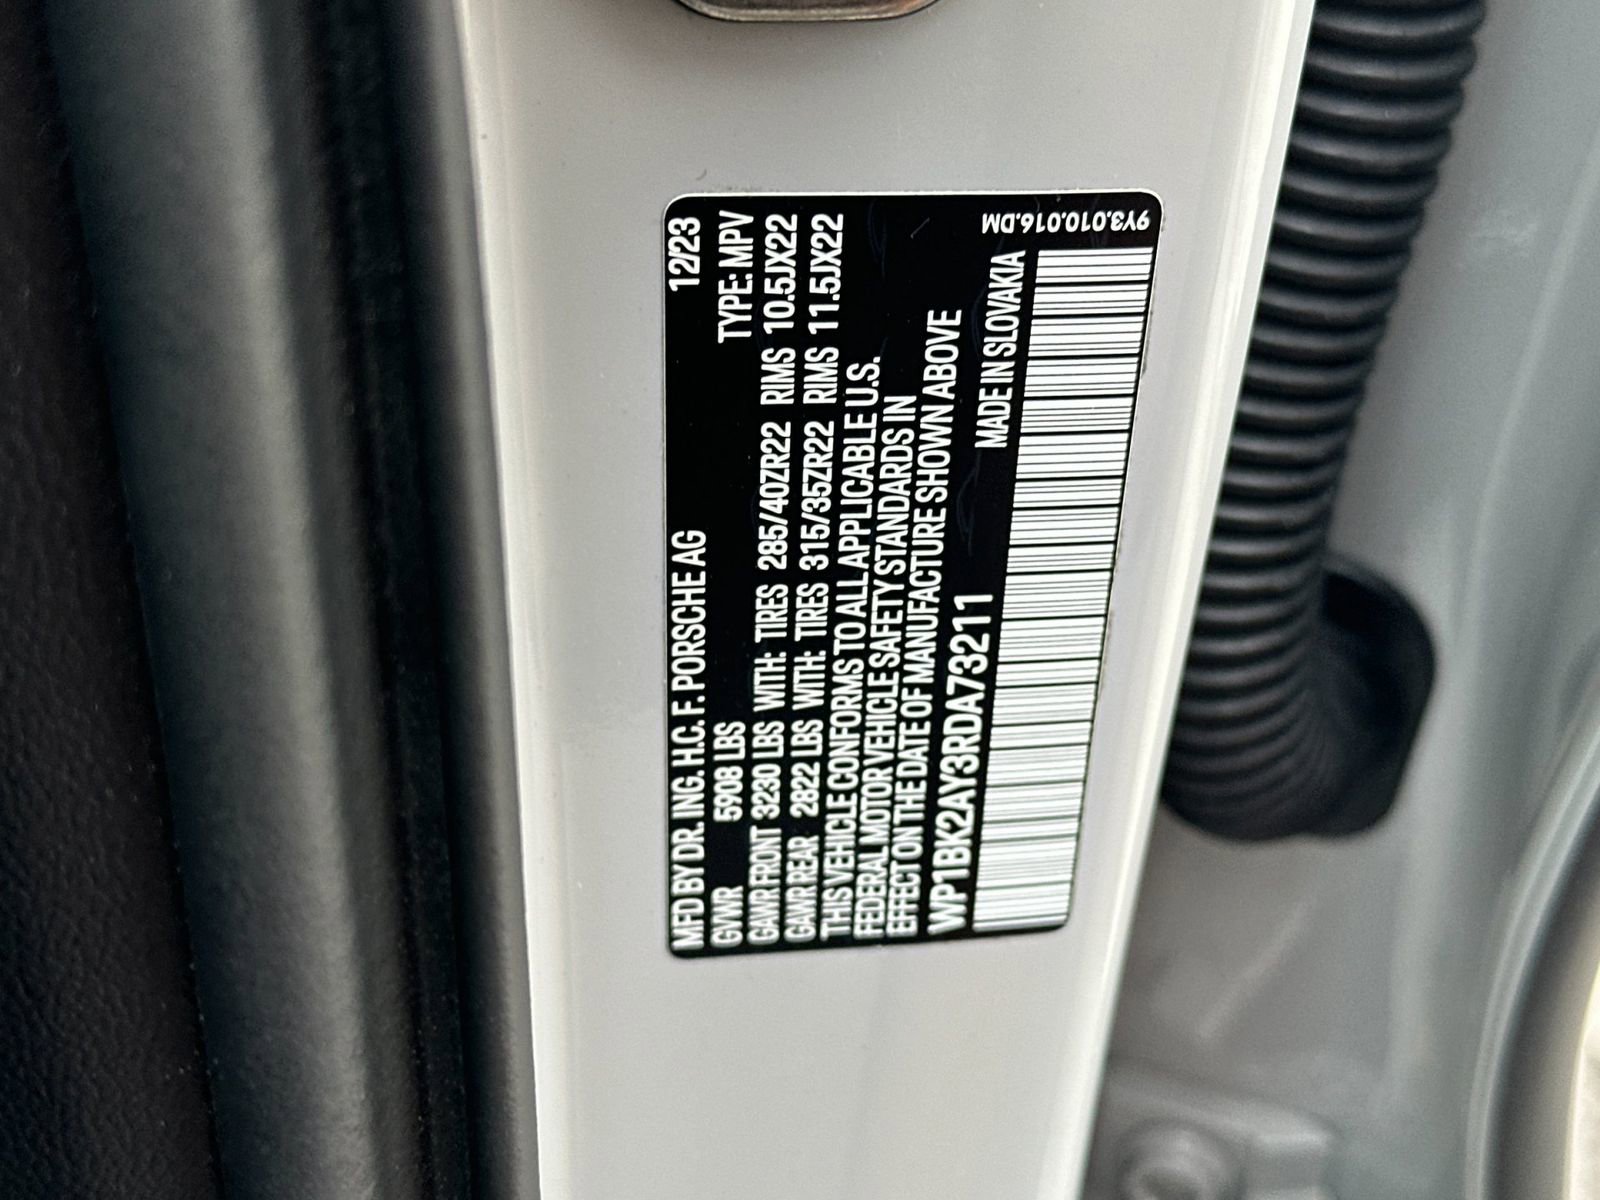 MFD BY DR. ING. H.C. F. PORSCHE AG 12/23
GVWR 5908 LBS TYPE: MPV
GAWR FRONT 3230 LBS WITH: TIRES 285/40ZR22 RIMS 10.5JX22
GAWR REAR 2822 LBS WITH: TIRES 315/35ZR22 RIMS 11.5JX22
THIS VEHICLE CONFORMS TO ALL APPLICABLE U.S.
FEDERAL MOTOR VEHICLE SAFETY STANDARDS IN
EFFECT ON THE DATE OF MANUFACTURE SHOWN ABOVE
WP1BK2AY3RDA73211 MADE IN SLOVAKIA
9Y3.010.016.DM